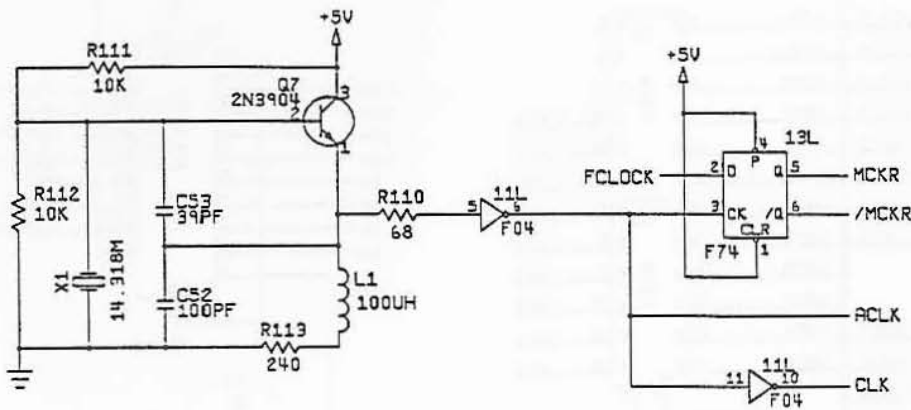 +5V
R111
10K
Q7
2N3904
3
2
1
R112
10K
X1
14.318M
C53
39PF
C52
100PF
L1
100UH
R113
240
R110
68
5
11L
6
F04
+5V
4
13L
P
FCLOCK
2
D
Q
5
MCKR
3
CK
/Q
6
/MCKR
CLR
F74
1
ACLK
11
11L
10
F04
CLK